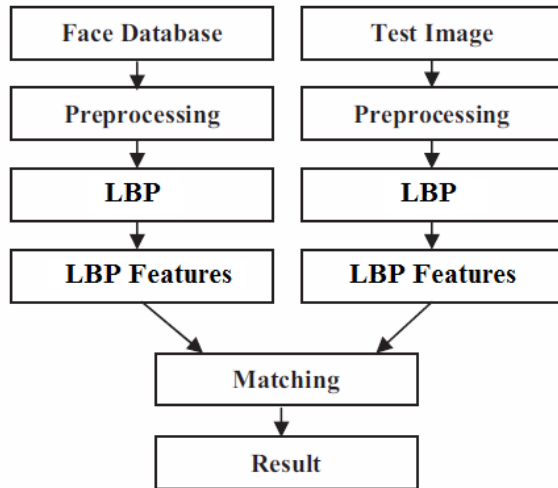 Face Database
Test Image
Preprocessing
Preprocessing
LBP
LBP
LBP Features
LBP Features
Matching
Result